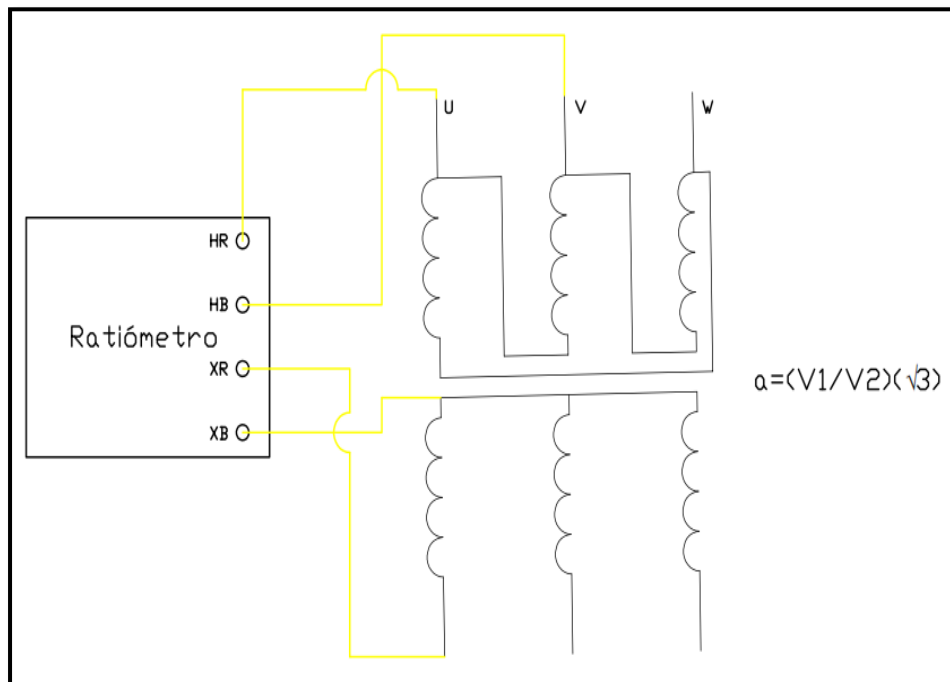 U
V
W
HR
HB
Ratiómetro
XR
XB
a=(V1/V2)(√3)